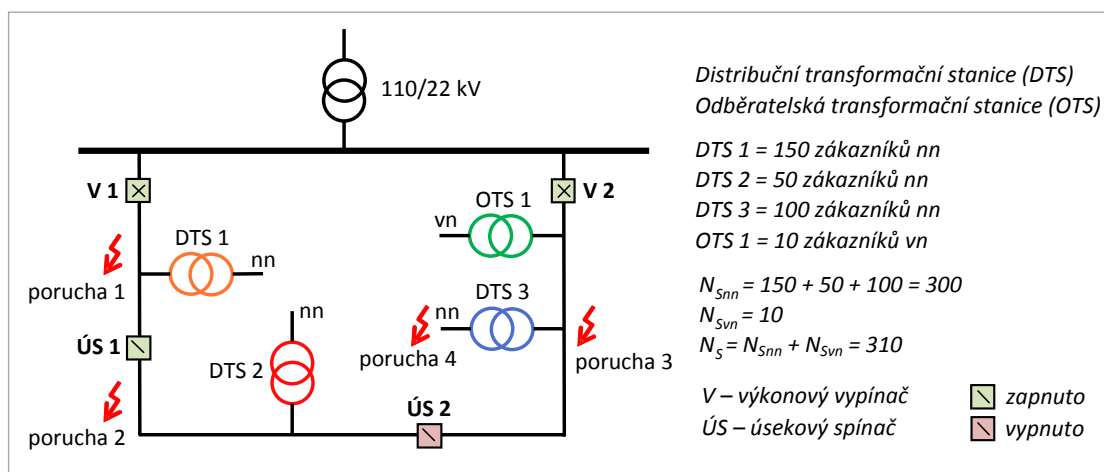 110/22 kV
V 1
DTS 1
nn
porucha 1
ÚS 1
nn
DTS 2
porucha 2
ÚS 2
V 2
OTS 1
vn
DTS 3
nn
porucha 4
porucha 3
Distribuční transformační stanice (DTS)
Odběratelská transformační stanice (OTS)
DTS 1 = 150 zákazníků nn
DTS 2 = 50 zákazníků nn
DTS 3 = 100 zákazníků nn
OTS 1 = 10 zákazníků vn
N_Snn = 150 + 50 + 100 = 300
N_Svn = 10
N_S = N_Snn + N_Svn = 310
V – výkonový vypínač
zapnuto
ÚS – úsekový spínač
vypnuto